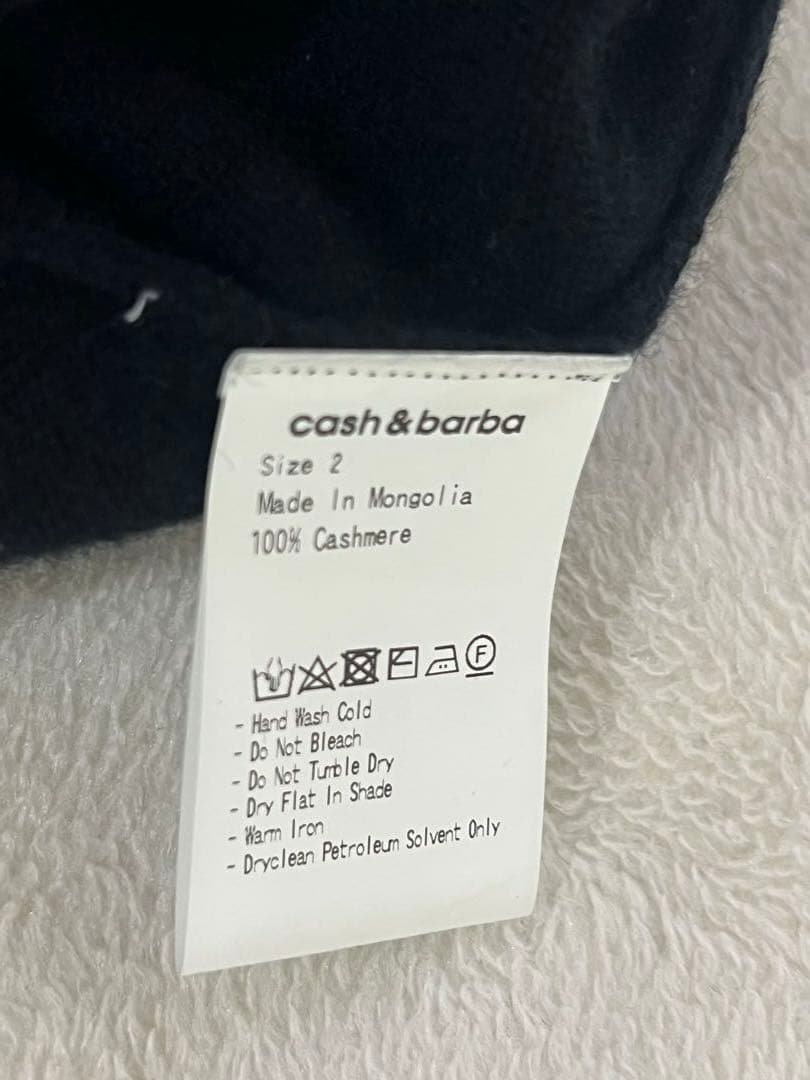 cash&barba
Size 2
Made In Mongolia
100% Cashmere
F
- Hand Wash Cold
- Do Not Bleach
- Do Not Tumble Dry
- Dry Flat In Shade
- Warm Iron
- Dryclean Petroleum Solvent Only